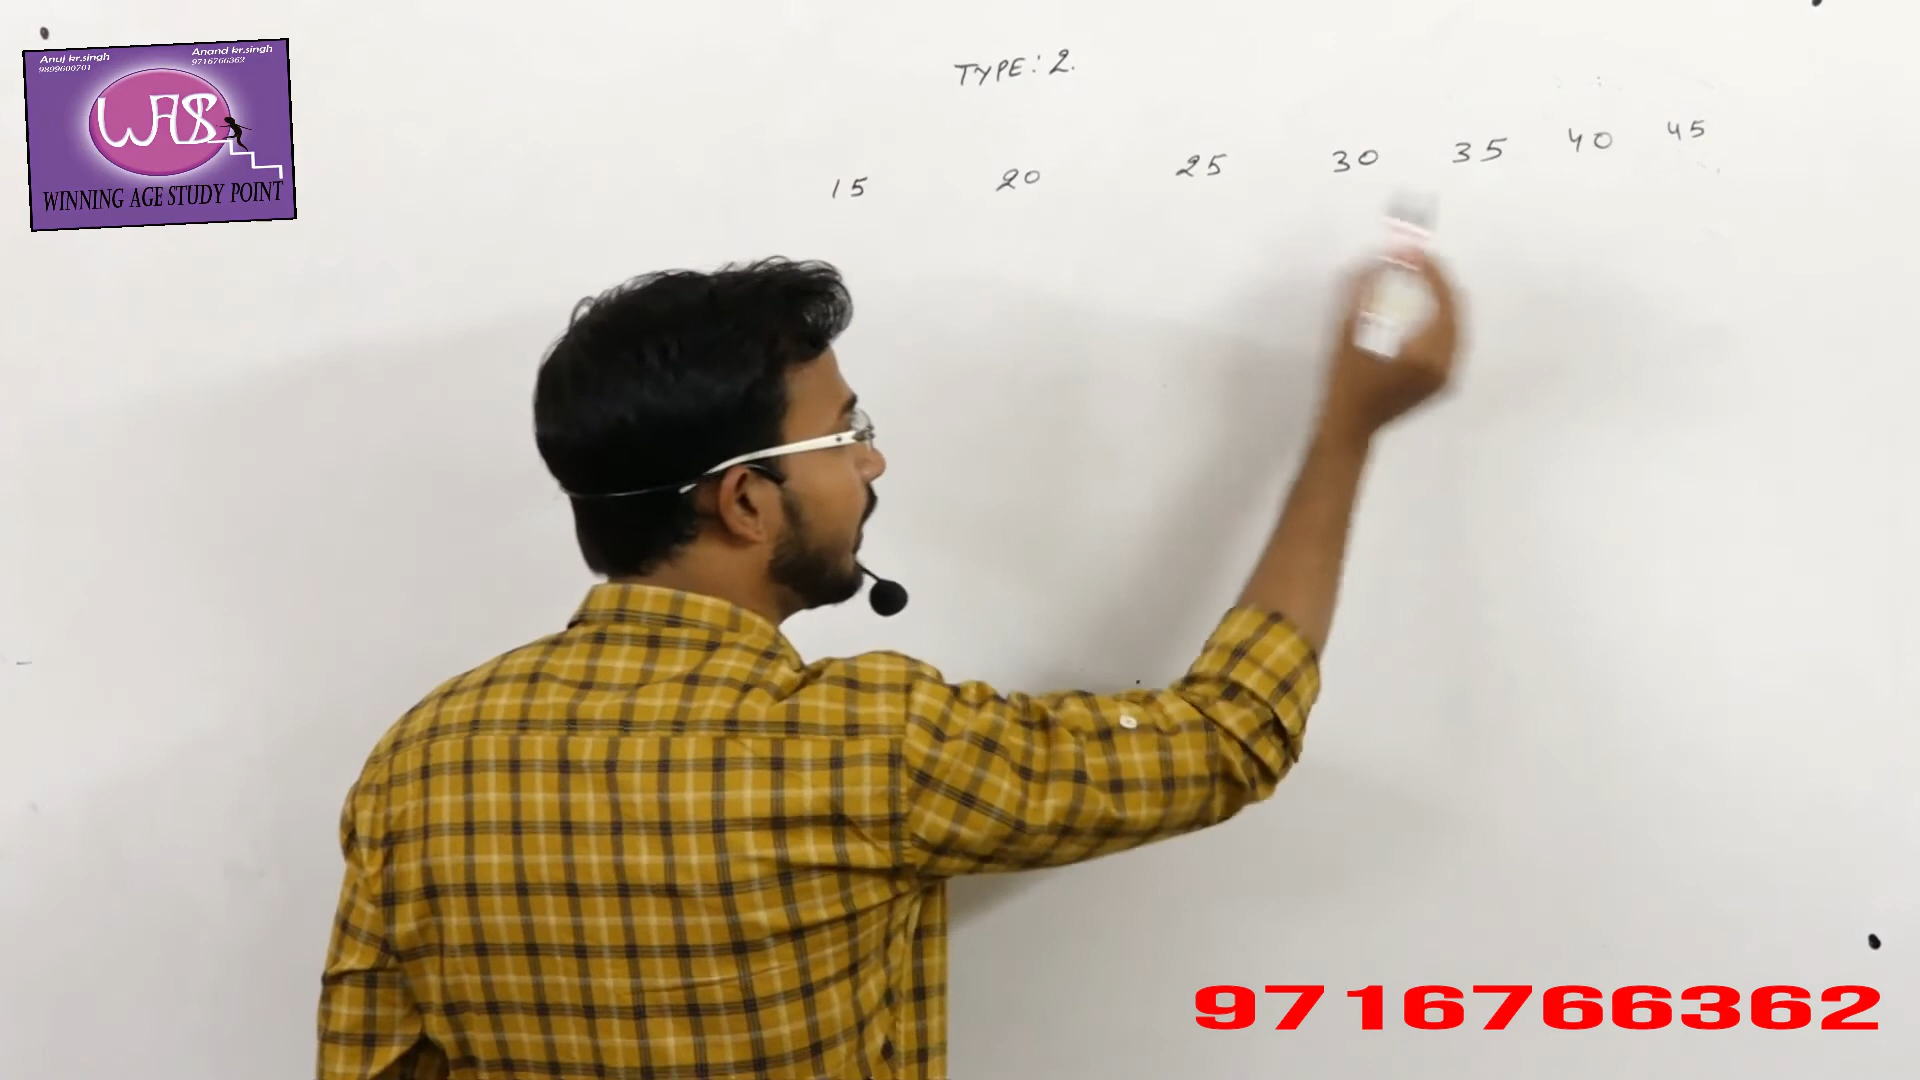 Anuj kr.singh
9899600701
Anand kr.singh
9716766362
WAS
WINNING AGE STUDY POINT
TYPE: 2.
15 20 25 30 35 40 45
9716766362